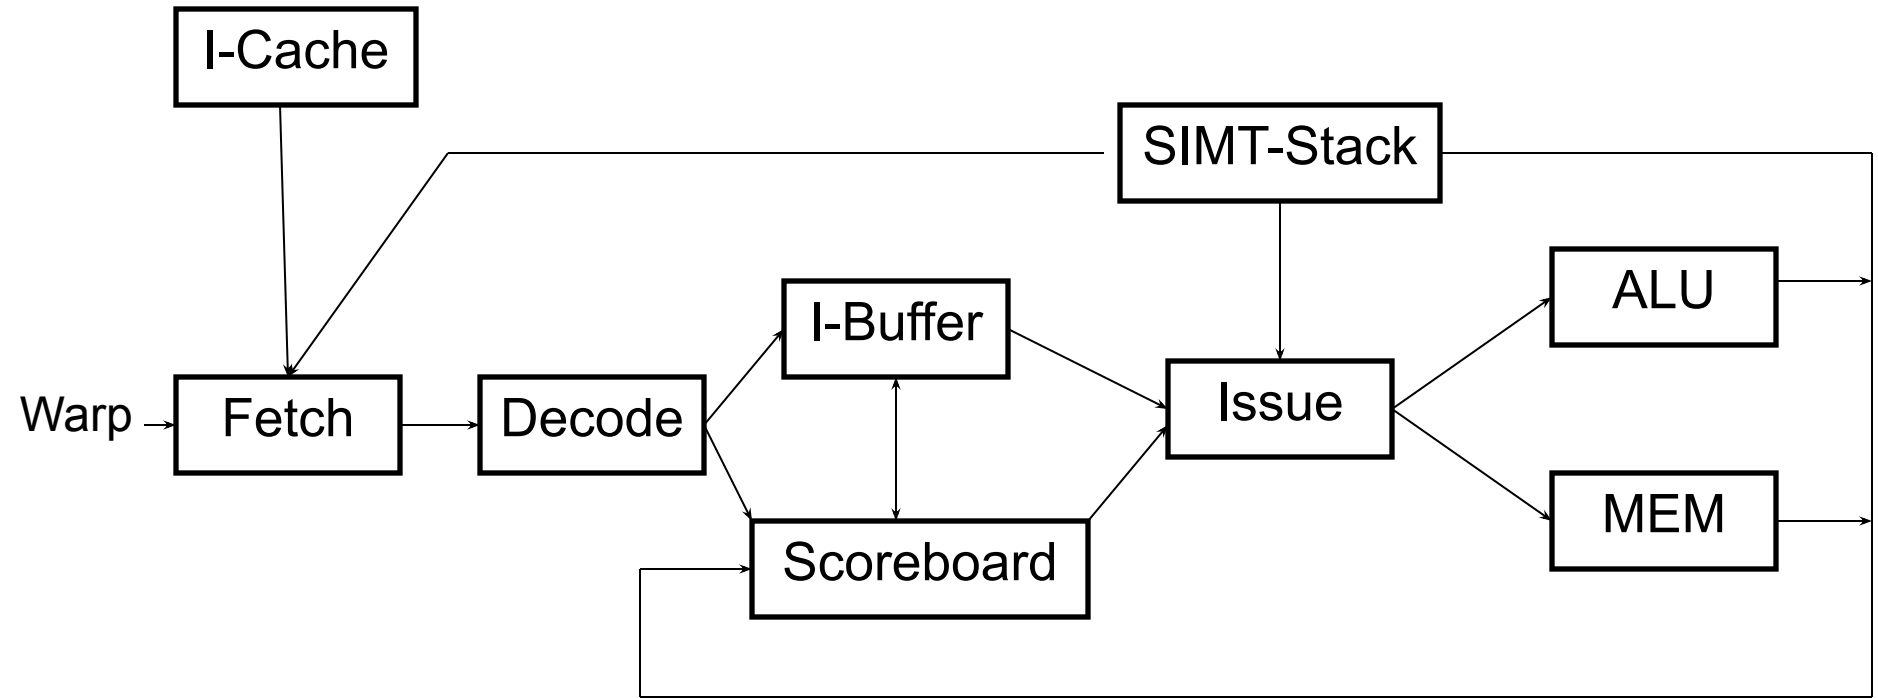 I-Cache
SIMT-Stack
ALU
I-Buffer
Issue
Warp
Fetch
Decode
MEM
Scoreboard